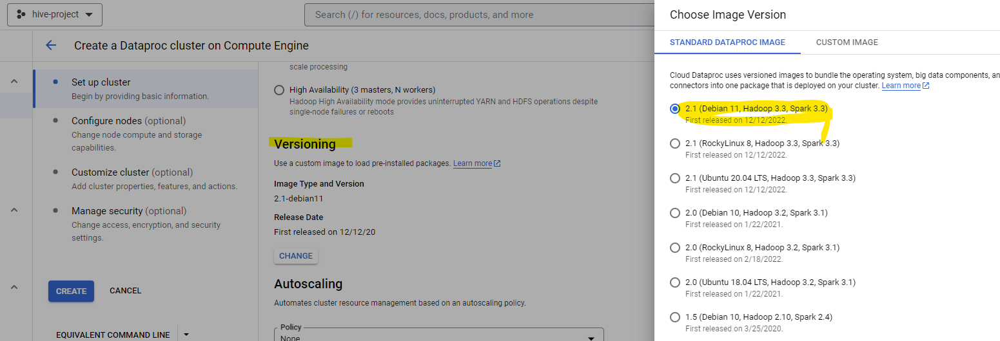 hive-project
Search (/) for resources, docs, products, and more
Create a Dataproc cluster on Compute Engine
Set up cluster
Begin by providing basic information.
Configure nodes (optional)
Change node compute and storage
capabilities.
Customize cluster (optional)
Add cluster properties, features, and actions.
Manage security (optional)
Change access, encryption, and security
settings.
CREATE
CANCEL
EQUIVALENT COMMAND LINE
scale processing
High Availability (3 masters, N workers)
Hadoop High Availability mode provides uninterrupted YARN and HDFS operations despite
single-node failures or reboots
Versioning
Use a custom image to load pre-installed packages. Learn more
Image Type and Version
2.1-debian11
Release Date
First released on 12/12/20
CHANGE
Autoscaling
Automates cluster resource management based on an autoscaling policy.
Policy
None
Choose Image Version
STANDARD DATAPROC IMAGE
CUSTOM IMAGE
Cloud Dataproc uses versioned images to bundle the operating system, big data components, an
connectors into one package that is deployed on your cluster. Learn more
2.1 (Debian 11, Hadoop 3.3, Spark 3.3)
First released on 12/12/2022.
2.1 (RockyLinux 8, Hadoop 3.3, Spark 3.3)
First released on 12/12/2022.
2.1 (Ubuntu 20.04 LTS, Hadoop 3.3, Spark 3.3)
First released on 12/12/2022.
2.0 (Debian 10, Hadoop 3.2, Spark 3.1)
First released on 1/22/2021.
2.0 (RockyLinux 8, Hadoop 3.2, Spark 3.1)
First released on 2/18/2022.
2.0 (Ubuntu 18.04 LTS, Hadoop 3.2, Spark 3.1)
First released on 1/22/2021.
1.5 (Debian 10, Hadoop 2.10, Spark 2.4)
First released on 3/25/2020.